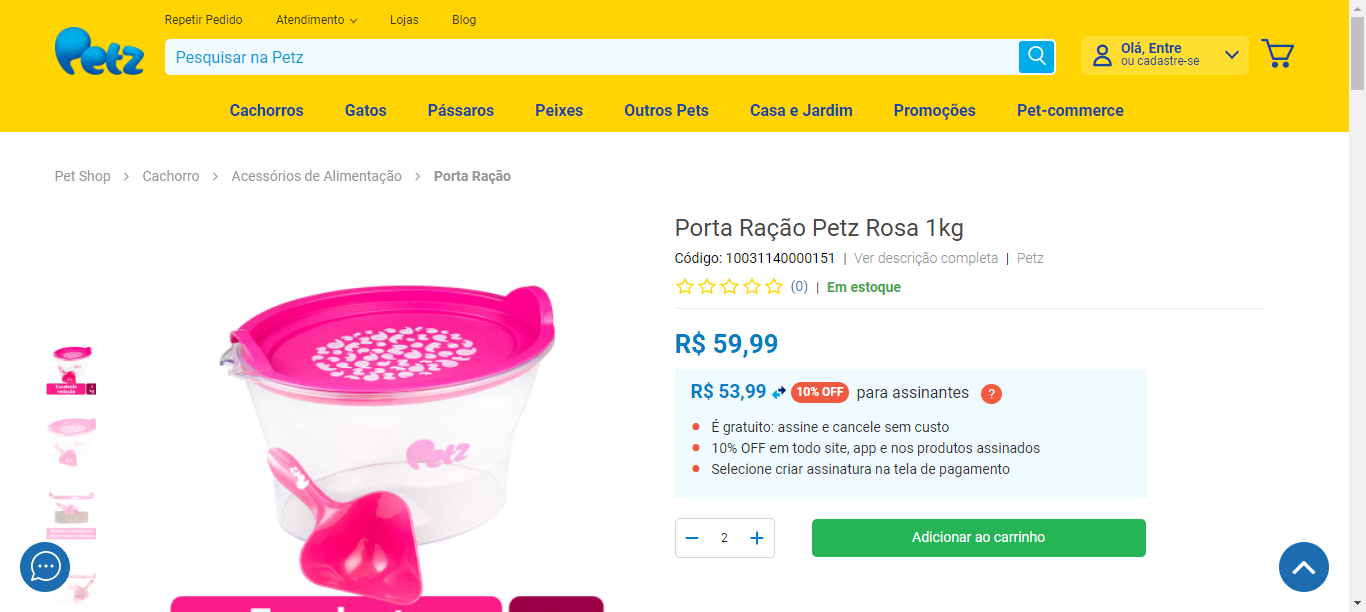 Repetir Pedido Atendimento Lojas Blog
Petz
Pesquisar na Petz
Olá, Entre
ou cadastre-se
Cachorros Gatos Pássaros Peixes Outros Pets Casa e Jardim Promoções Pet-commerce
Pet Shop > Cachorro > Acessórios de Alimentação > Porta Ração
Porta Ração Petz Rosa 1kg
Código: 10031140000151 | Ver descrição completa | Petz
(0) | Em estoque
R$ 59,99
R$ 53,99 10% OFF para assinantes ?
• É gratuito: assine e cancele sem custo
• 10% OFF em todo site, app e nos produtos assinados
• Selecione criar assinatura na tela de pagamento
− 2 +
Adicionar ao carrinho
Petz
Excelente
vedação
1
kg